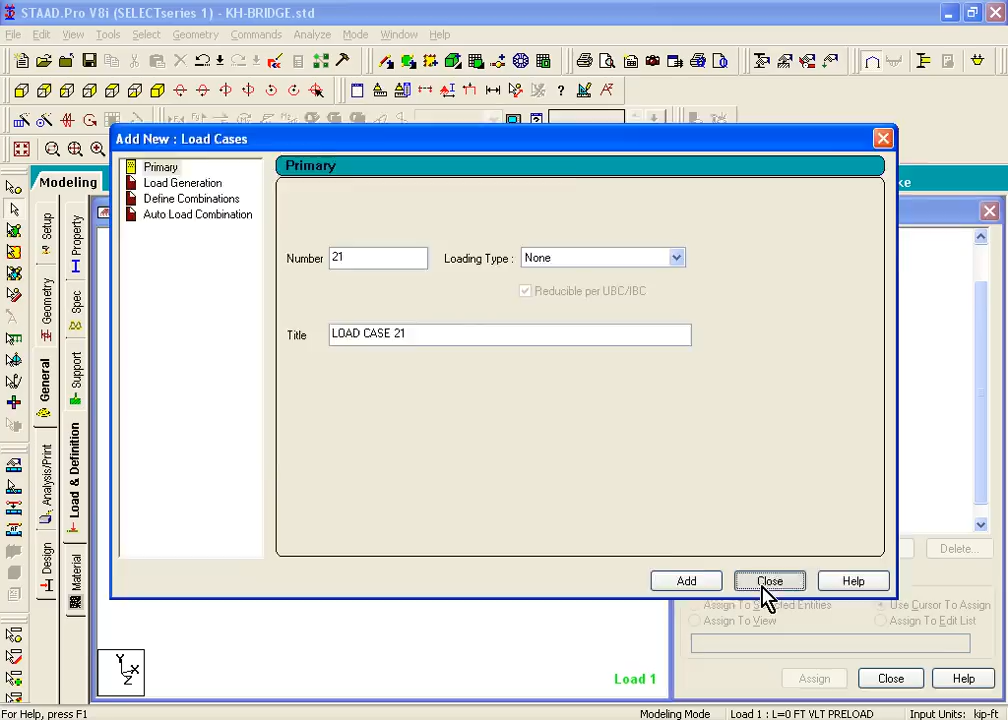 STAAD.Pro V8i (SELECTseries 1) - KH-BRIDGE.std
File Edit View Tools Select Geometry Commands Analyze Mode Window Help
Modeling
Add New : Load Cases
Primary
Load Generation
Define Combinations
Auto Load Combination
Primary
Number 21 Loading Type : None
Reducible per UBC/IBC
Title LOAD CASE 21
Add Close Help
Setup
Geometry
General
Analysis/Print
Design
Property
Spec
Support
Load & Definition
Material
Delete...
Assign To Selected Entities Use Cursor To Assign
Assign To View Assign To Edit List
Assign Close Help
Y
X
Z
Load 1
For Help, press F1 Modeling Mode Load 1 : L=0 FT VLT PRELOAD Input Units: kip-ft